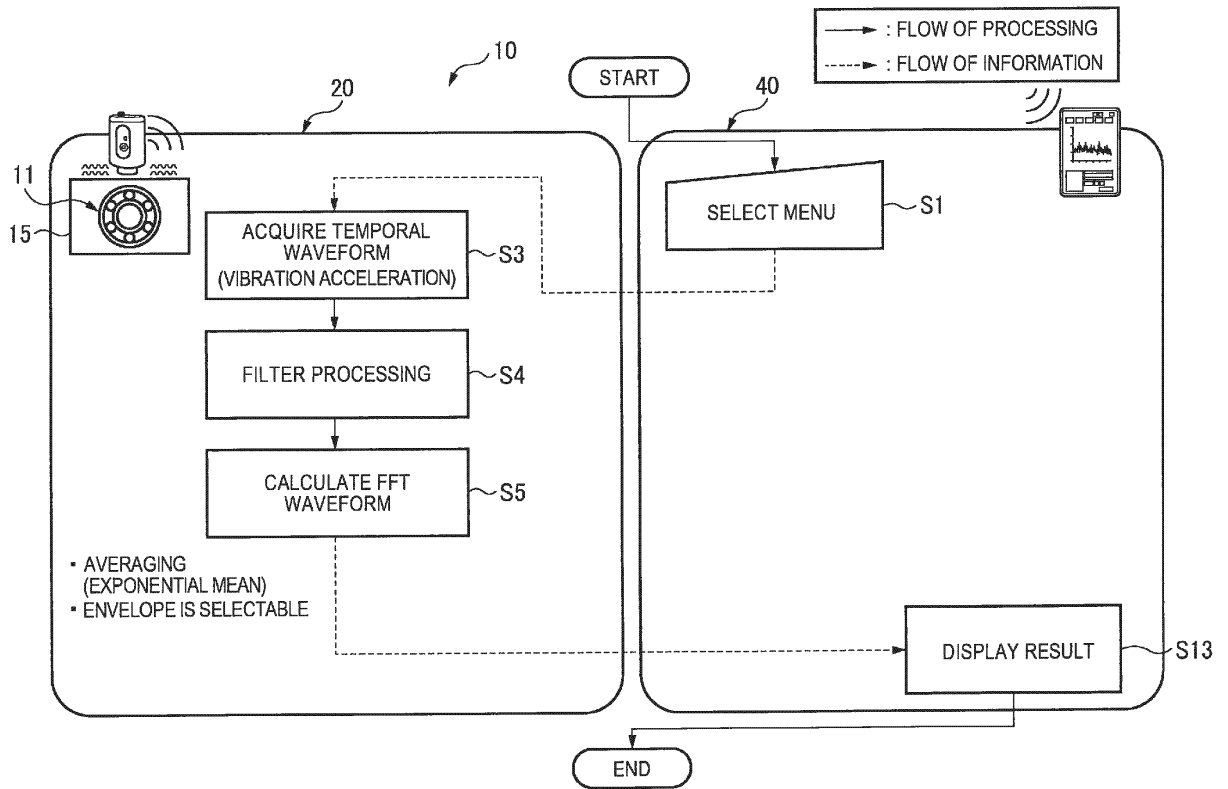 : FLOW OF PROCESSING
: FLOW OF INFORMATION
10
START
20
40
11
15
SELECT MENU
S1
ACQUIRE TEMPORAL
WAVEFORM
(VIBRATION ACCELERATION)
S3
FILTER PROCESSING
S4
CALCULATE FFT
WAVEFORM
S5
▪ AVERAGING
(EXPONENTIAL MEAN)
▪ ENVELOPE IS SELECTABLE
DISPLAY RESULT
S13
END